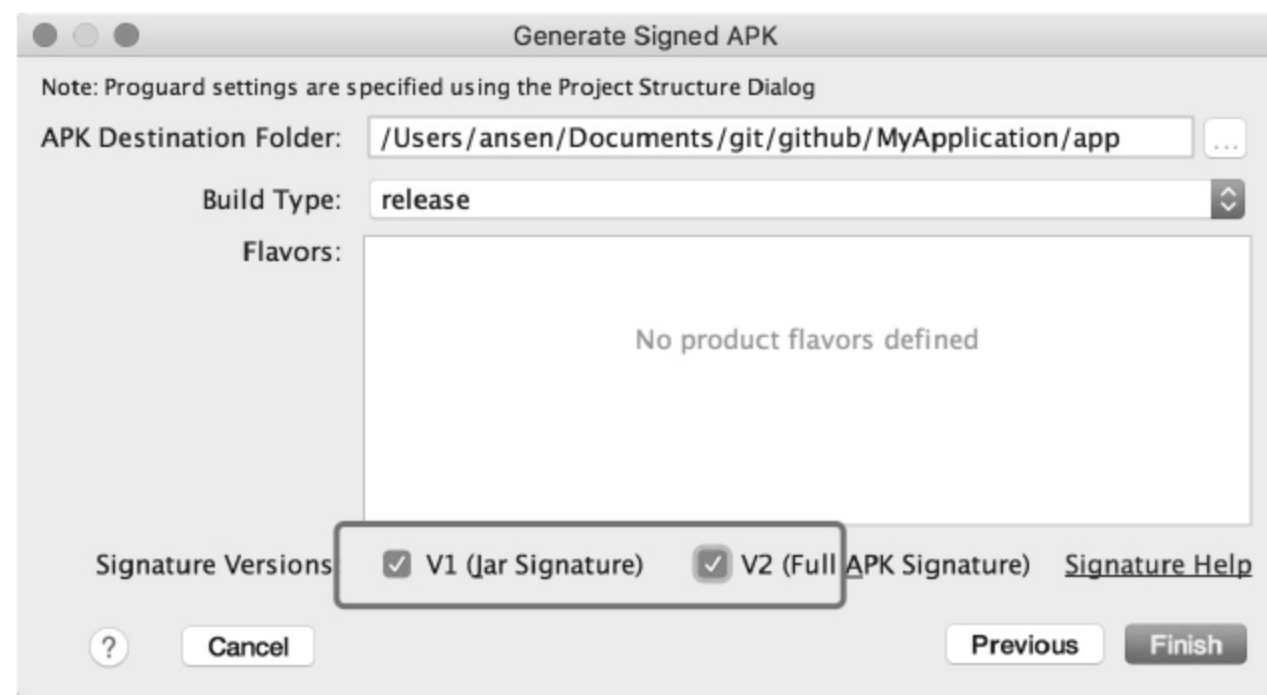 Generate Signed APK
Note: Proguard settings are specified using the Project Structure Dialog
APK Destination Folder: /Users/ansen/Documents/git/github/MyApplication/app ...
Build Type: release
Flavors:
No product flavors defined
Signature Versions: V1 (Jar Signature) V2 (Full APK Signature) Signature Help
? Cancel Previous Finish